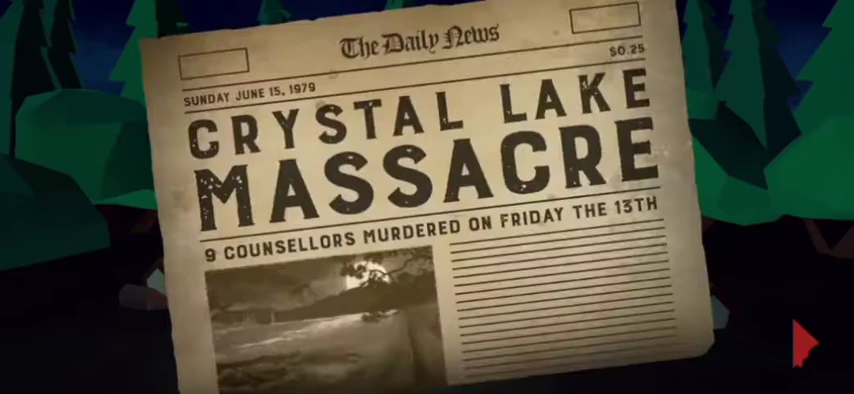 The Daily News
$0.25
SUNDAY JUNE 15, 1979
CRYSTAL LAKE
MASSACRE
9 COUNSELLORS MURDERED ON FRIDAY THE 13TH